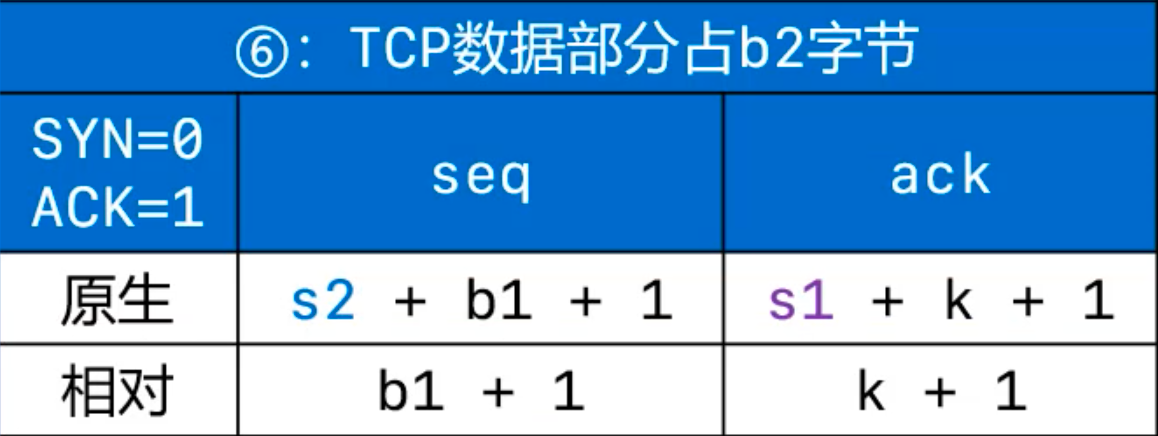 ⑥：TCP数据部分占b2字节
SYN=0
ACK=1
seq
ack
原生
s2 + b1 + 1
s1 + k + 1
相对
b1 + 1
k + 1